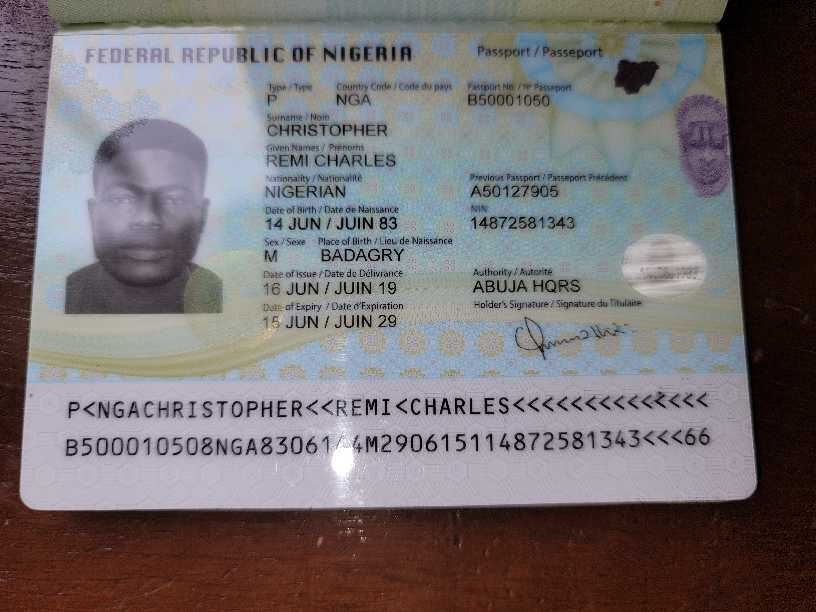 FEDERAL REPUBLIC OF NIGERIA
Passport / Passeport
Type / Type
P
Country Code / Code du pays
NGA
Passport No. / N° Passeport
B50001050
Surname / Nom
CHRISTOPHER
Given Names / Prénoms
REMI CHARLES
Nationality / Nationalité
NIGERIAN
Previous Passport / Passeport Précédent
A50127905
Date of Birth / Date de Naissance
14 JUN / JUIN 83
NIN
14872581343
Sex / Sexe
M
Place of Birth / Lieu de Naissance
BADAGRY
Date of Issue / Date de Délivrance
16 JUN / JUIN 19
Authority / Autorité
ABUJA HQRS
Date of Expiry / Date d'Expiration
15 JUN / JUIN 29
Holder's Signature / Signature du Titulaire
P<NGACHRISTOPHER<<REMI<CHARLES<<<<<<<<<<<<<<